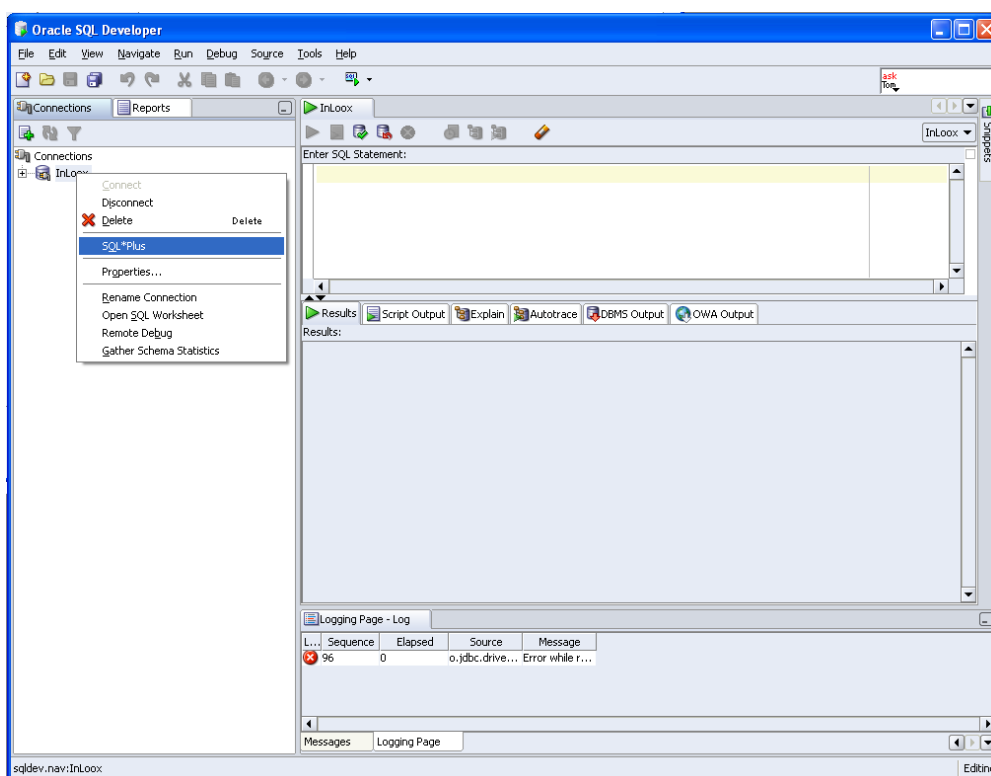 Oracle SQL Developer
File Edit View Navigate Run Debug Source Tools Help
ask
Tom
Connections Reports
InLoox
InLoox
Snippets
Connections
InLoox
Enter SQL Statement:
Connect
Disconnect
Delete Delete
SQL*Plus
Properties...
Rename Connection
Open SQL Worksheet
Remote Debug
Gather Schema Statistics
Results Script Output Explain Autotrace DBMS Output OWA Output
Results:
Logging Page - Log
L... Sequence Elapsed Source Message
96 0 o.jdbc.drive... Error while r...
Messages Logging Page
sqldev.nav:InLoox Editin